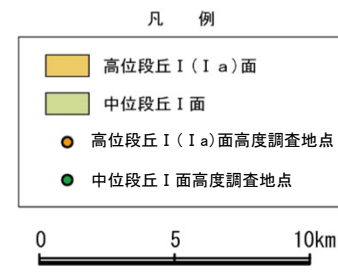 凡 例
高位段丘Ⅰ(Ⅰa)面
中位段丘Ⅰ面
高位段丘Ⅰ(Ⅰa)面高度調査地点
中位段丘Ⅰ面高度調査地点
0 5 10km